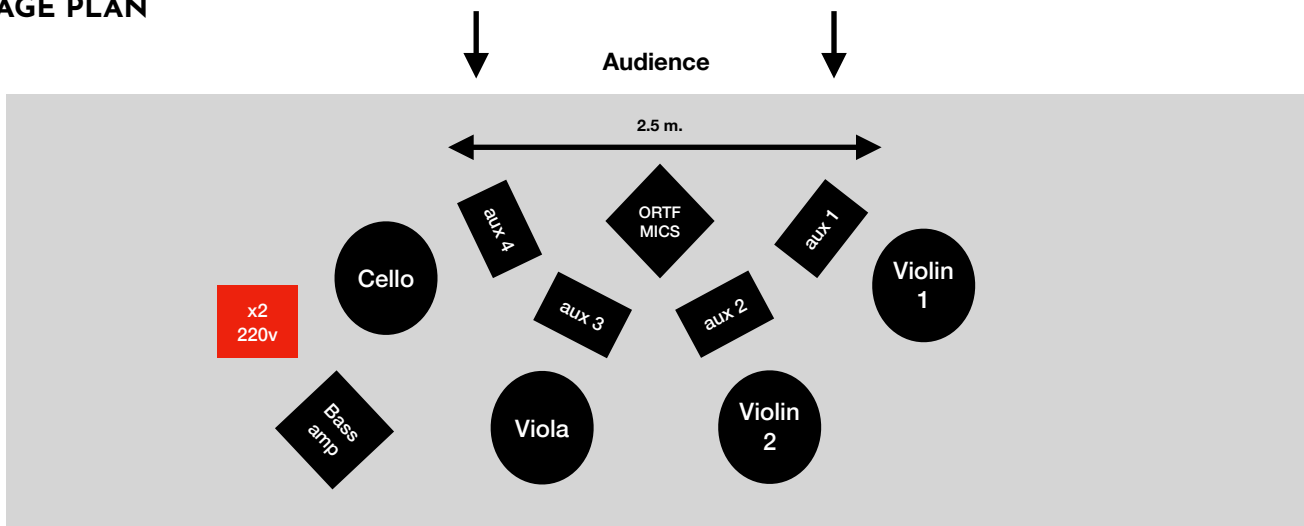 AGE PLAN
Audience
2.5 m.
aux 4
ORTF
MICS
aux 1
Cello
Violin
1
x2
220v
aux 3
aux 2
Bass
amp
Viola
Violin
2